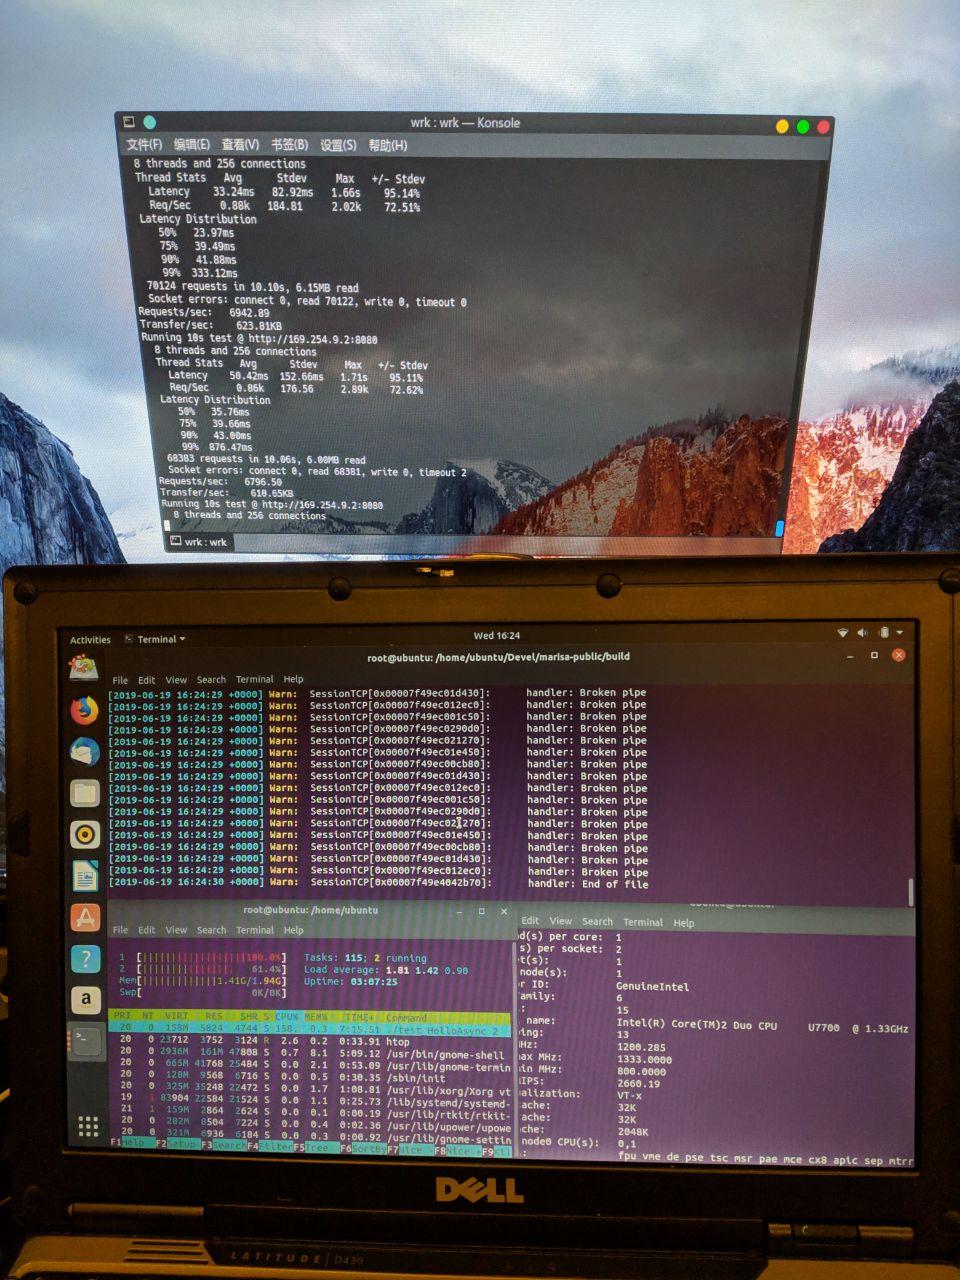 wrk : wrk — Konsole
文件(F) 编辑(E) 查看(V) 书签(B) 设置(S) 帮助(H)
8 threads and 256 connections
Thread Stats Avg Stdev Max +/- Stdev
Latency 33.24ms 82.92ms 1.66s 95.14%
Req/Sec 0.88k 184.81 2.02k 72.51%
Latency Distribution
50% 23.97ms
75% 39.49ms
90% 41.88ms
99% 333.12ms
70124 requests in 10.10s, 6.15MB read
Socket errors: connect 0, read 70122, write 0, timeout 0
Requests/sec: 6942.89
Transfer/sec: 623.81KB
Running 10s test @ http://169.254.9.2:8080
8 threads and 256 connections
Thread Stats Avg Stdev Max +/- Stdev
Latency 50.42ms 152.66ms 1.71s 95.11%
Req/Sec 0.86k 176.56 2.89k 72.62%
Latency Distribution
50% 35.76ms
75% 39.66ms
90% 43.00ms
99% 876.47ms
68383 requests in 10.06s, 6.00MB read
Socket errors: connect 0, read 68381, write 0, timeout 2
Requests/sec: 6796.50
Transfer/sec: 610.65KB
Running 10s test @ http://169.254.9.2:8080
8 threads and 256 connections
wrk : wrk
Activities Terminal Wed 16:24
root@ubuntu: /home/ubuntu/Devel/marisa-public/build
File Edit View Search Terminal Help
[2019-06-19 16:24:29 +0000] Warn: SessionTCP[0x00007f49ec01d430]: handler: Broken pipe
[2019-06-19 16:24:29 +0000] Warn: SessionTCP[0x00007f49ec012ec0]: handler: Broken pipe
[2019-06-19 16:24:29 +0000] Warn: SessionTCP[0x00007f49ec001c50]: handler: Broken pipe
[2019-06-19 16:24:29 +0000] Warn: SessionTCP[0x00007f49ec0290d0]: handler: Broken pipe
[2019-06-19 16:24:29 +0000] Warn: SessionTCP[0x00007f49ec021270]: handler: Broken pipe
[2019-06-19 16:24:29 +0000] Warn: SessionTCP[0x00007f49ec01e450]: handler: Broken pipe
[2019-06-19 16:24:29 +0000] Warn: SessionTCP[0x00007f49ec00cb80]: handler: Broken pipe
[2019-06-19 16:24:29 +0000] Warn: SessionTCP[0x00007f49ec01d430]: handler: Broken pipe
[2019-06-19 16:24:29 +0000] Warn: SessionTCP[0x00007f49ec012ec0]: handler: Broken pipe
[2019-06-19 16:24:29 +0000] Warn: SessionTCP[0x00007f49ec001c50]: handler: Broken pipe
[2019-06-19 16:24:29 +0000] Warn: SessionTCP[0x00007f49ec0290d0]: handler: Broken pipe
[2019-06-19 16:24:29 +0000] Warn: SessionTCP[0x00007f49ec021270]: handler: Broken pipe
[2019-06-19 16:24:29 +0000] Warn: SessionTCP[0x00007f49ec01e450]: handler: Broken pipe
[2019-06-19 16:24:29 +0000] Warn: SessionTCP[0x00007f49ec00cb80]: handler: Broken pipe
[2019-06-19 16:24:29 +0000] Warn: SessionTCP[0x00007f49ec01d430]: handler: Broken pipe
[2019-06-19 16:24:29 +0000] Warn: SessionTCP[0x00007f49ec012ec0]: handler: Broken pipe
[2019-06-19 16:24:30 +0000] Warn: SessionTCP[0x00007f49e4042b70]: handler: End of file
root@ubuntu: /home/ubuntu
File Edit View Search Terminal Help
1 [||||||||||||||||||100.0%] Tasks: 115; 2 running
2 [|||||||||||||| 61.4%] Load average: 1.81 1.42 0.90
Mem[|||||||||||||1.41G/1.94G] Uptime: 03:07:25
Swp[ 0K/0K]
PRI NI VIRT RES SHR S CPU% MEM% TIME+ Command
20 0 158M 5824 4744 S 158. 0.3 7:15.51 ./test_HelloAsync 2
20 0 23712 3752 3124 R 2.6 0.2 0:33.91 htop
20 0 2936M 161M 47808 S 0.7 8.1 5:09.12 /usr/bin/gnome-shell
20 0 665M 41768 25484 S 0.0 2.1 0:53.09 /usr/lib/gnome-termin
20 0 128M 9568 6716 S 0.0 0.5 0:30.35 /sbin/init
20 0 325M 35248 22472 S 0.0 1.7 1:08.81 /usr/lib/xorg/Xorg vt
19 -1 83904 22584 21524 S 0.0 1.1 0:25.73 /lib/systemd/systemd-
21 1 159M 2864 2624 S 0.0 0.1 0:00.19 /usr/lib/rtkit/rtkit-
20 0 282M 8504 7224 S 0.0 0.4 0:02.36 /usr/lib/upower/upowe
20 0 321M 6936 6184 S 0.0 0.3 0:00.92 /usr/lib/gnome-settin
F1Help F2Setup F3Search F4Filter F5Tree F6SortBy F7Nice - F8Nice + F9Kil
Edit View Search Terminal Help
d(s) per core: 1
s) per socket: 2
t(s): 1
node(s): 1
r ID: GenuineIntel
amily: 6
15
name: Intel(R) Core(TM)2 Duo CPU U7700 @ 1.33GHz
ing: 13
Hz: 1200.285
max MHz: 1333.0000
in MHz: 800.0000
IPS: 2660.19
alization: VT-x
ache: 32K
ache: 32K
che: 2048K
node0 CPU(s): 0,1
: fpu vme de pse tsc msr pae mce cx8 apic sep mtrr
DELL
LATITUDE D430